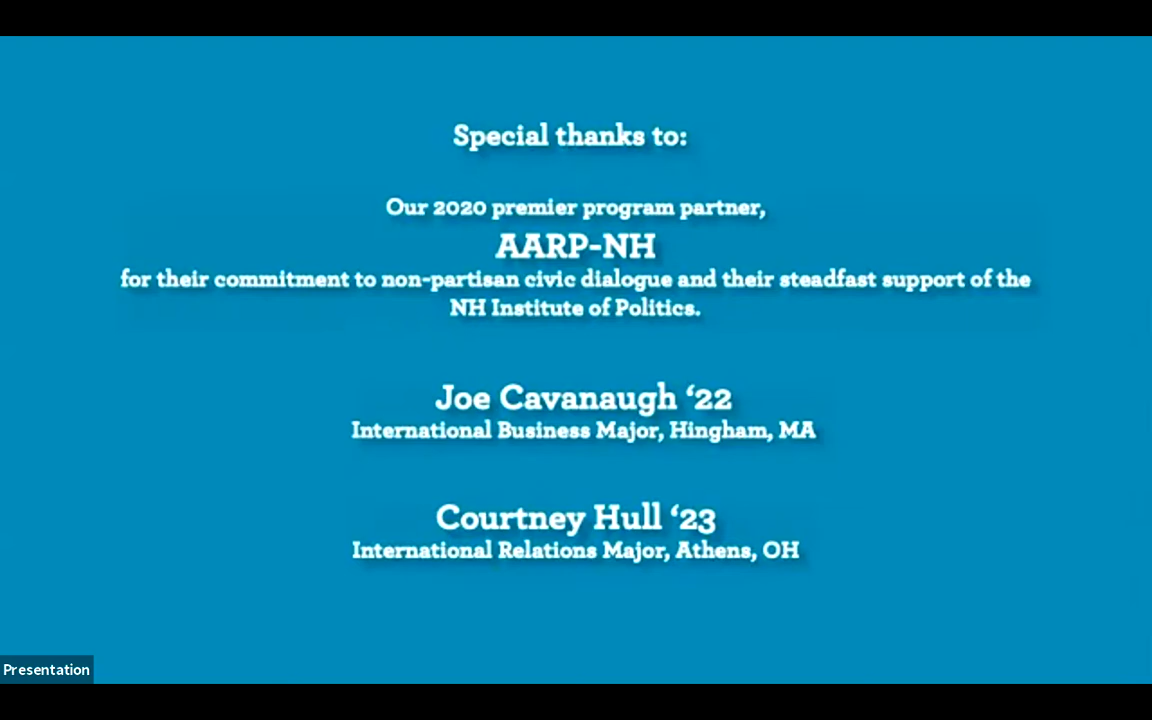 Special thanks to:
Our 2020 premier program partner,
AARP-NH
for their commitment to non-partisan civic dialogue and their steadfast support of the
NH Institute of Politics.
Joe Cavanaugh ‘22
International Business Major, Hingham, MA
Courtney Hull ‘23
International Relations Major, Athens, OH
Presentation